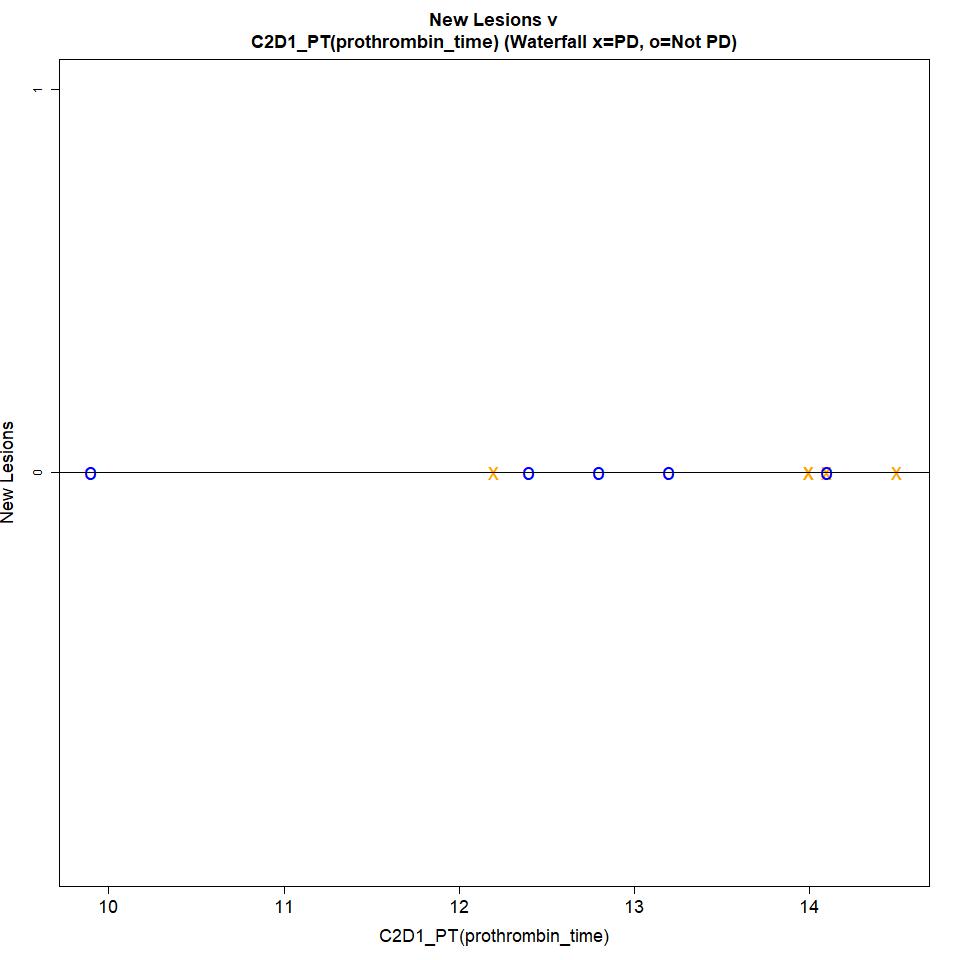 New Lesions v
C2D1_PT(prothrombin_time) (Waterfall x=PD, o=Not PD)
1
0
New Lesions
o x o o o x x o x
10 11 12 13 14
C2D1_PT(prothrombin_time)